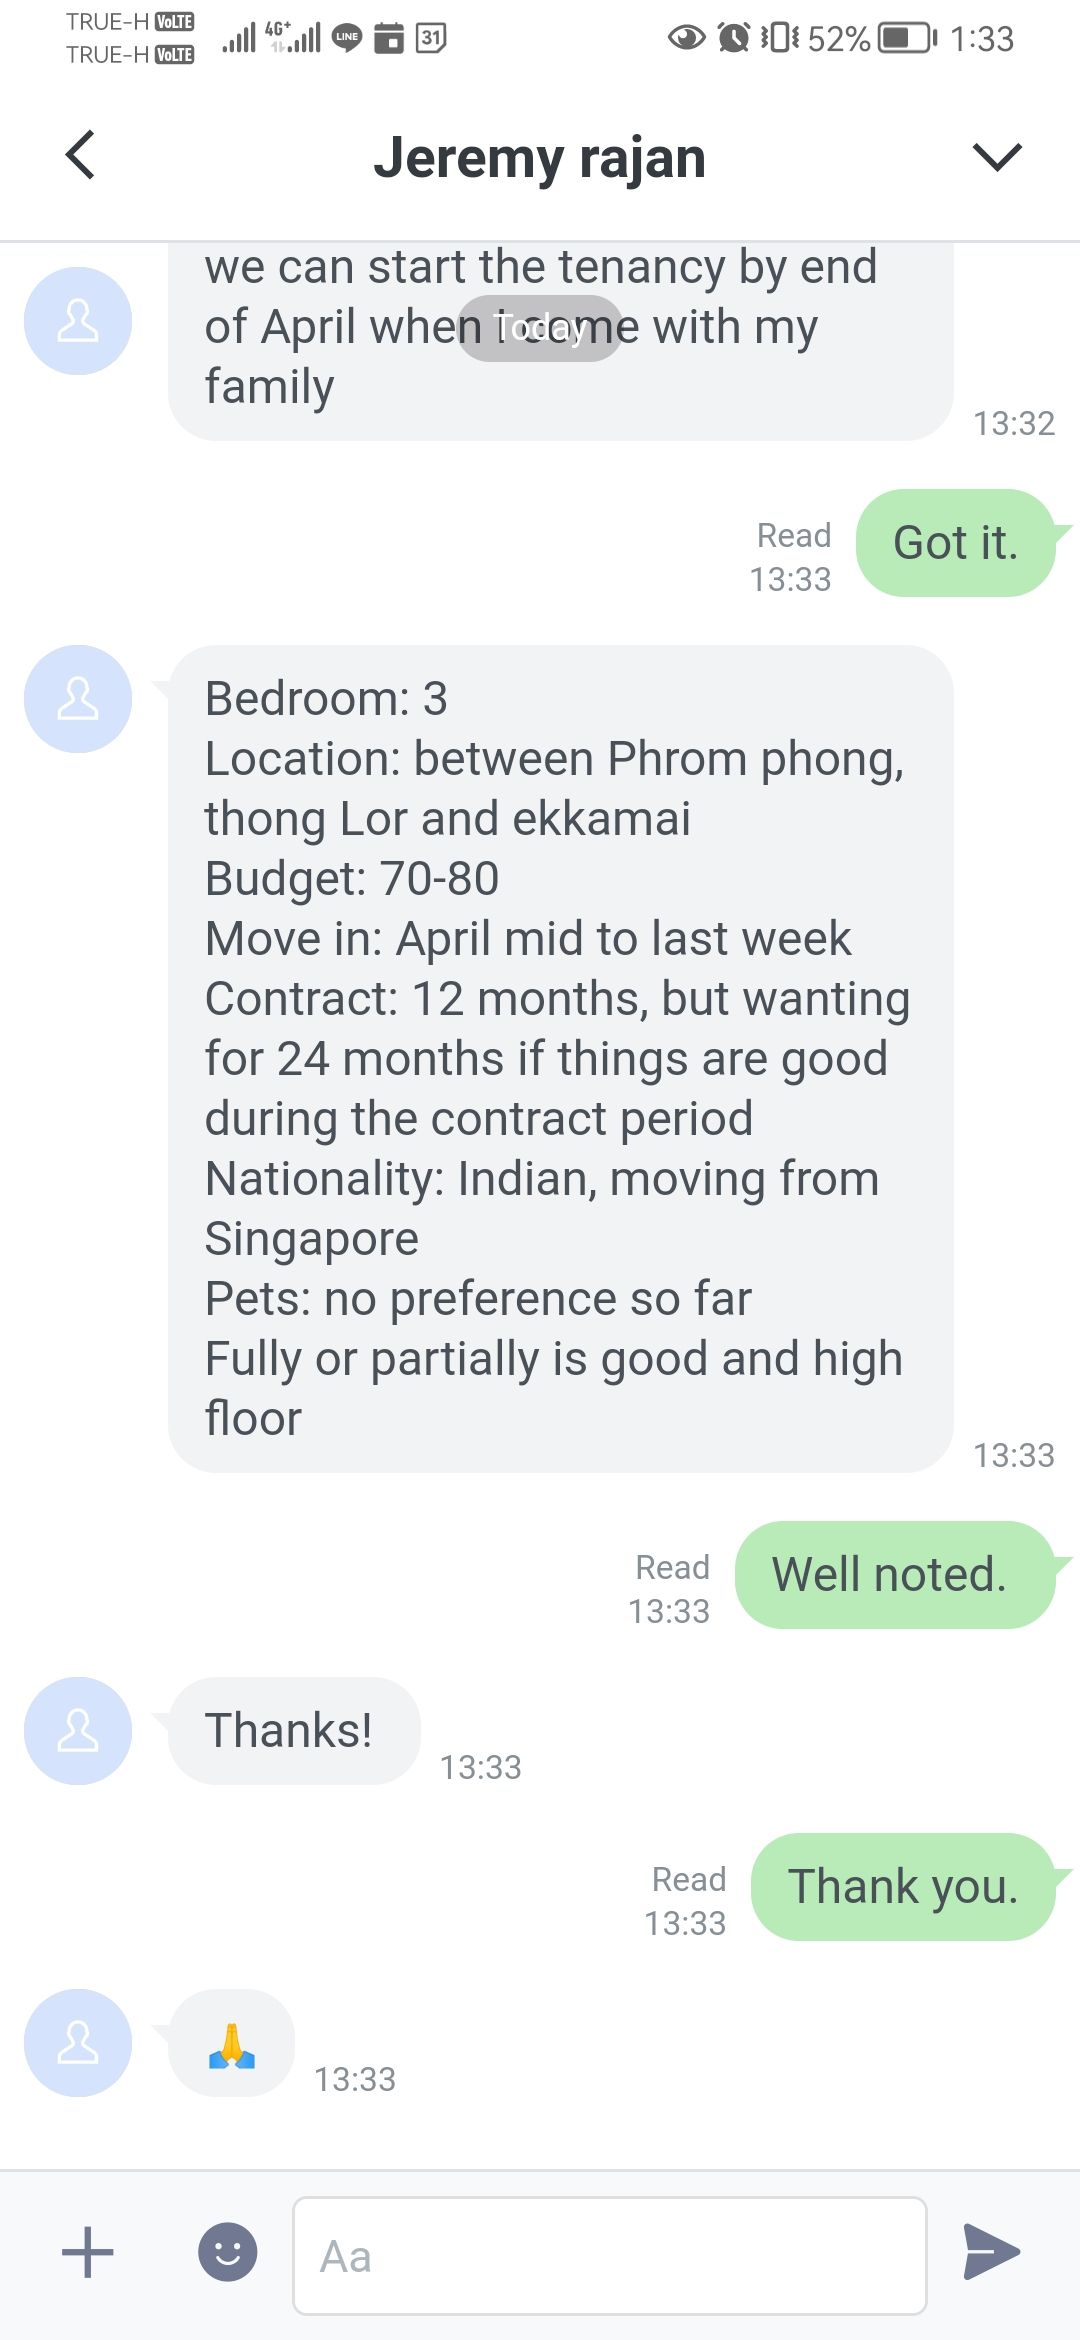 TRUE-H VoLTE
TRUE-H VoLTE
4G+
LINE
31
52%
1:33
Jeremy rajan
we can start the tenancy by end
Today
of April when I come with my
family
13:32
Got it.
Read
13:33
Bedroom: 3
Location: between Phrom phong,
thong Lor and ekkamai
Budget: 70-80
Move in: April mid to last week
Contract: 12 months, but wanting
for 24 months if things are good
during the contract period
Nationality: Indian, moving from
Singapore
Pets: no preference so far
Fully or partially is good and high
floor
13:33
Well noted.
Read
13:33
Thanks!
13:33
Thank you.
Read
13:33
🙏
13:33
Aa